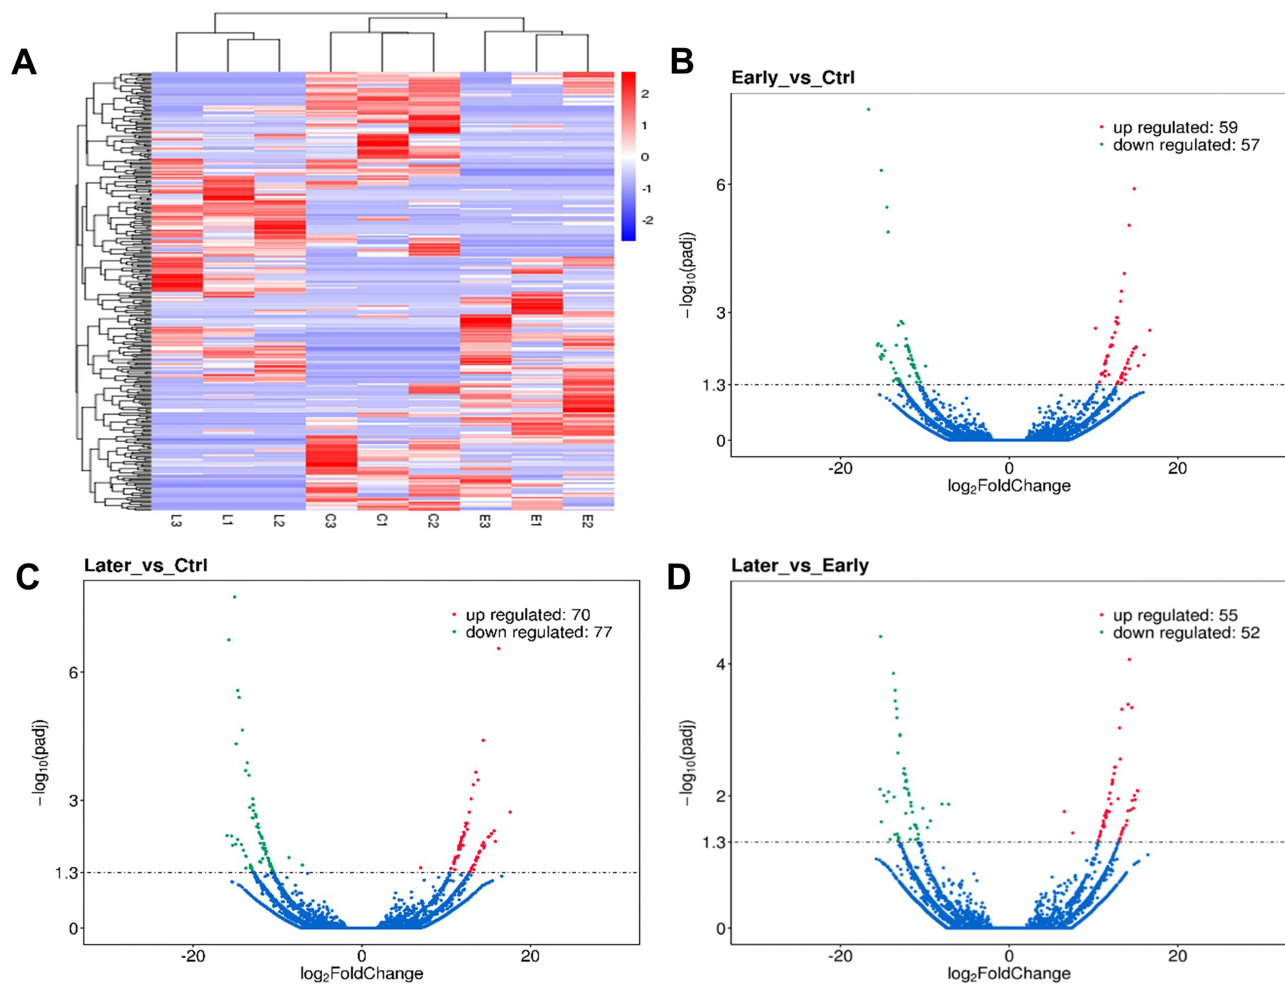 A
2
1
0
-1
-2
L3
L1
L2
C3
C1
C2
E3
E1
E2
B
Early_vs_Ctrl
up regulated: 59
down regulated: 57
6
3
1.3
0
−log₁₀(padj)
-20
0
20
log₂FoldChange
C
Later_vs_Ctrl
up regulated: 70
down regulated: 77
6
3
1.3
0
−log₁₀(padj)
-20
0
20
log₂FoldChange
D
Later_vs_Early
up regulated: 55
down regulated: 52
4
2
1.3
0
−log₁₀(padj)
-20
0
20
log₂FoldChange